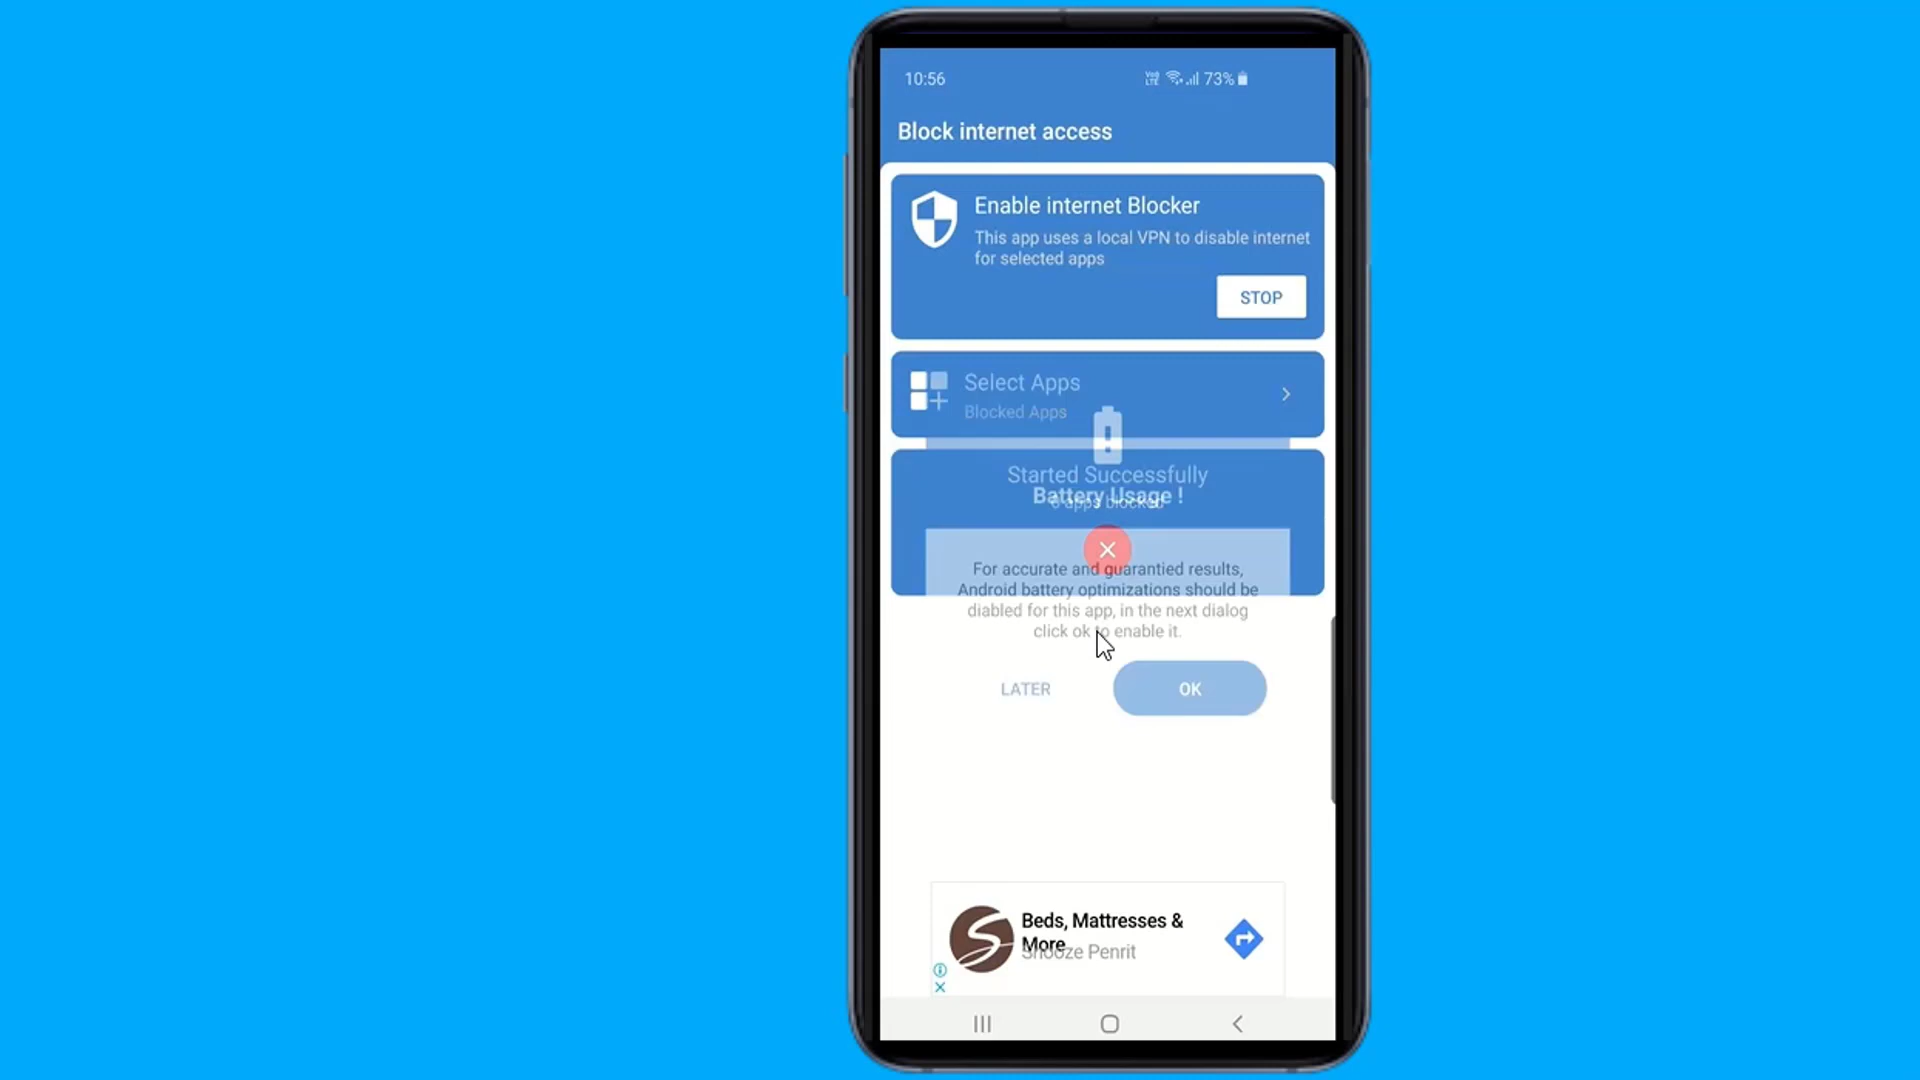 10:56
73%
Block internet access
Enable internet Blocker
This app uses a local VPN to disable internet
for selected apps
STOP
Select Apps
Blocked Apps
Started Successfully
Battery Usage !
apps blocked
For accurate and guarantied results,
Android battery optimizations should be
diabled for this app, in the next dialog
click ok to enable it.
LATER
OK
Beds, Mattresses &
More
Snooze Penrit